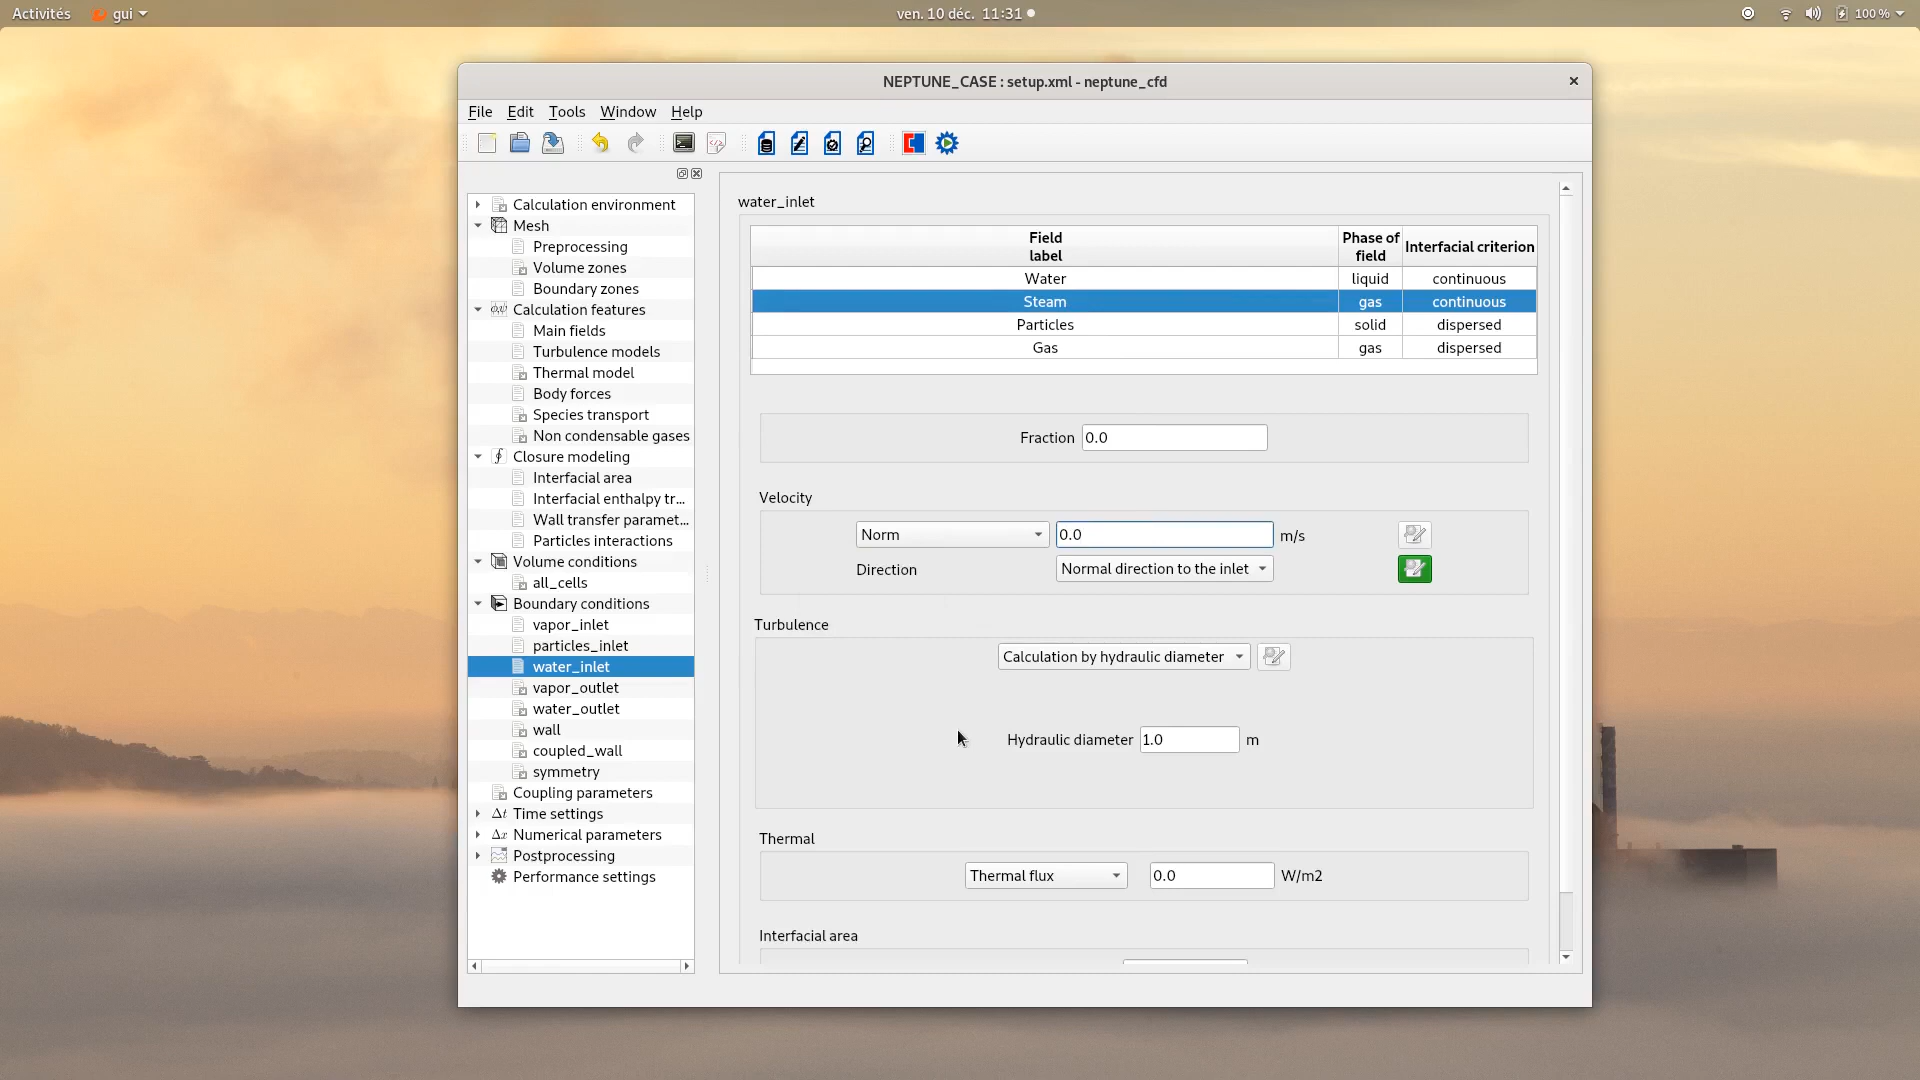 Activités gui ven. 10 déc. 11:31 100 %
NEPTUNE_CASE : setup.xml - neptune_cfd
File Edit Tools Window Help
Calculation environment
Mesh
Preprocessing
Volume zones
Boundary zones
Calculation features
Main fields
Turbulence models
Thermal model
Body forces
Species transport
Non condensable gases
Closure modeling
Interfacial area
Interfacial enthalpy tr...
Wall transfer paramet...
Particles interactions
Volume conditions
all_cells
Boundary conditions
vapor_inlet
particles_inlet
water_inlet
vapor_outlet
water_outlet
wall
coupled_wall
symmetry
Coupling parameters
Δt Time settings
Δx Numerical parameters
Postprocessing
Performance settings
water_inlet
Field label Phase of field Interfacial criterion
Water liquid continuous
Steam gas continuous
Particles solid dispersed
Gas gas dispersed
Fraction 0.0
Velocity
Norm 0.0 m/s
Direction Normal direction to the inlet
Turbulence
Calculation by hydraulic diameter
Hydraulic diameter 1.0 m
Thermal
Thermal flux 0.0 W/m2
Interfacial area